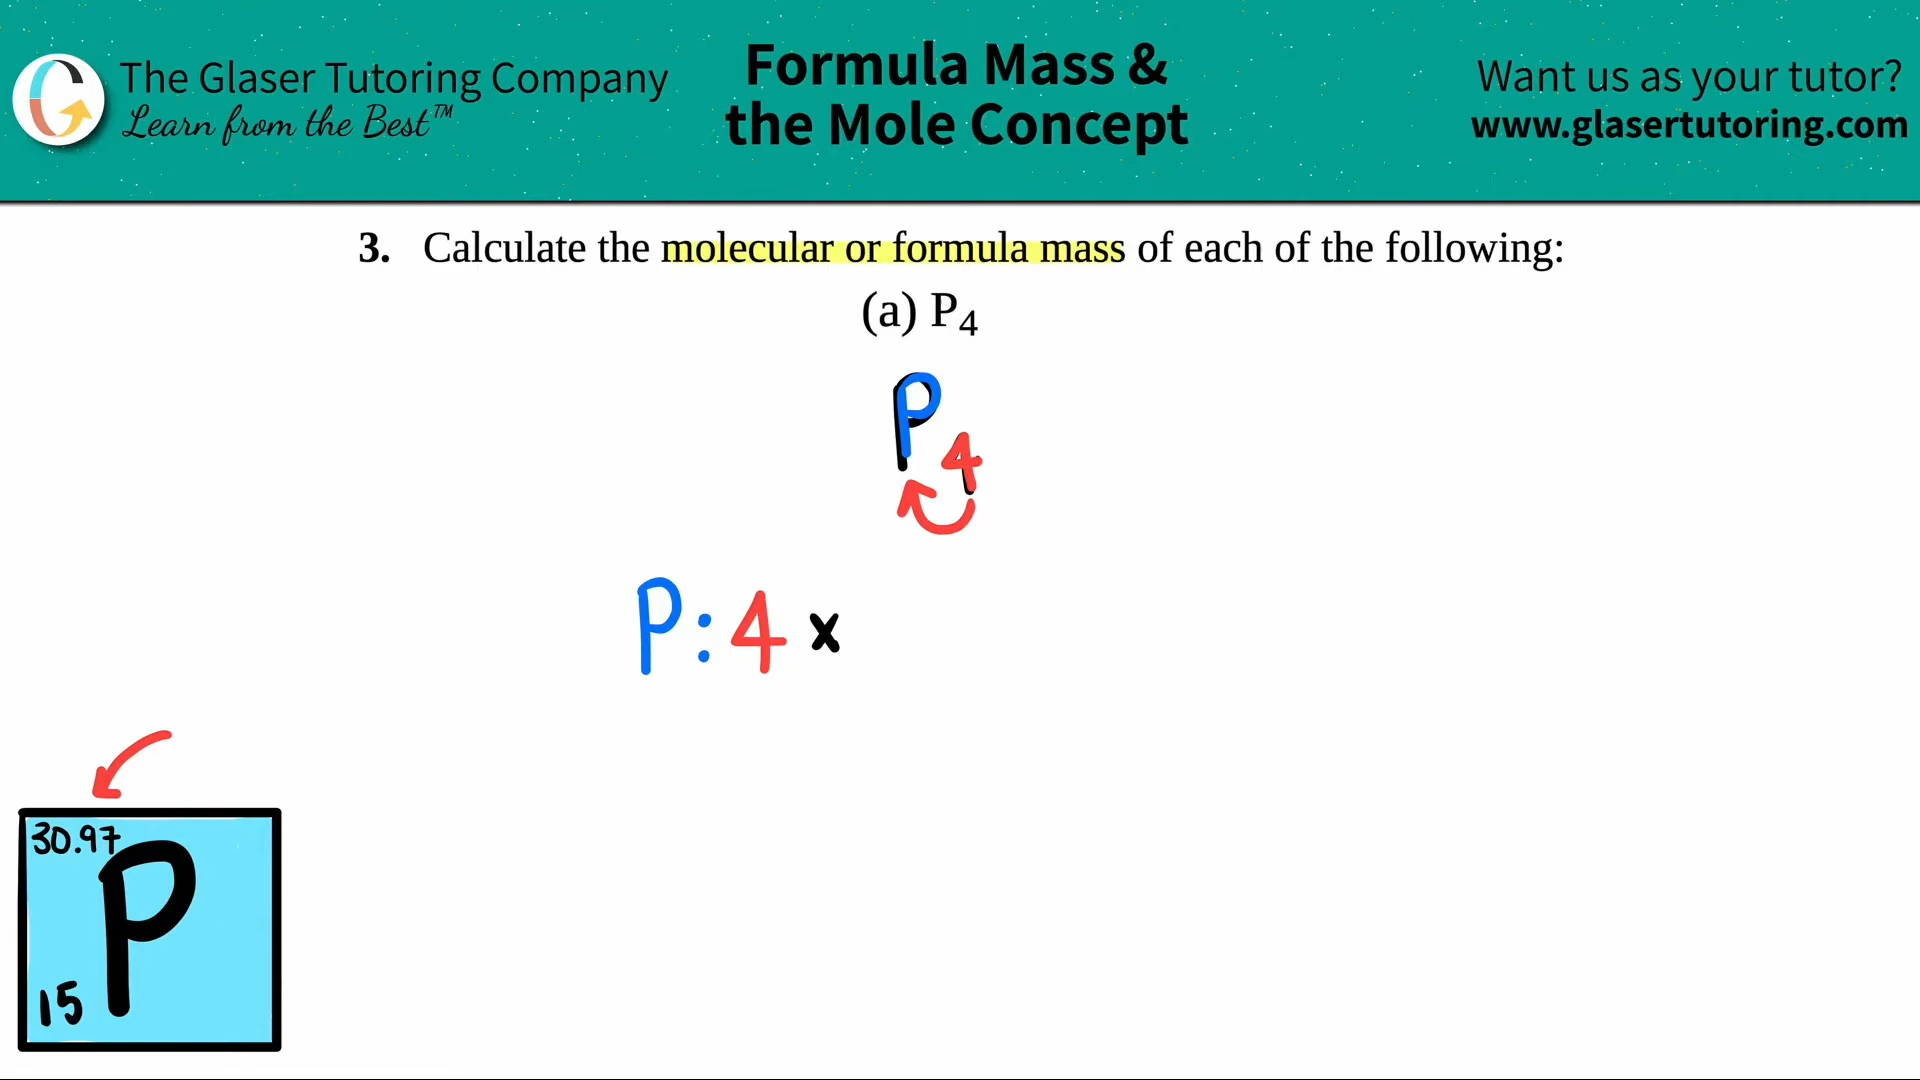 The Glaser Tutoring Company
Learn from the Best™
Formula Mass &
the Mole Concept
Want us as your tutor?
www.glasertutoring.com
3. Calculate the molecular or formula mass of each of the following:
(a) P₄
P₄
P: 4 x
30.97
P
15